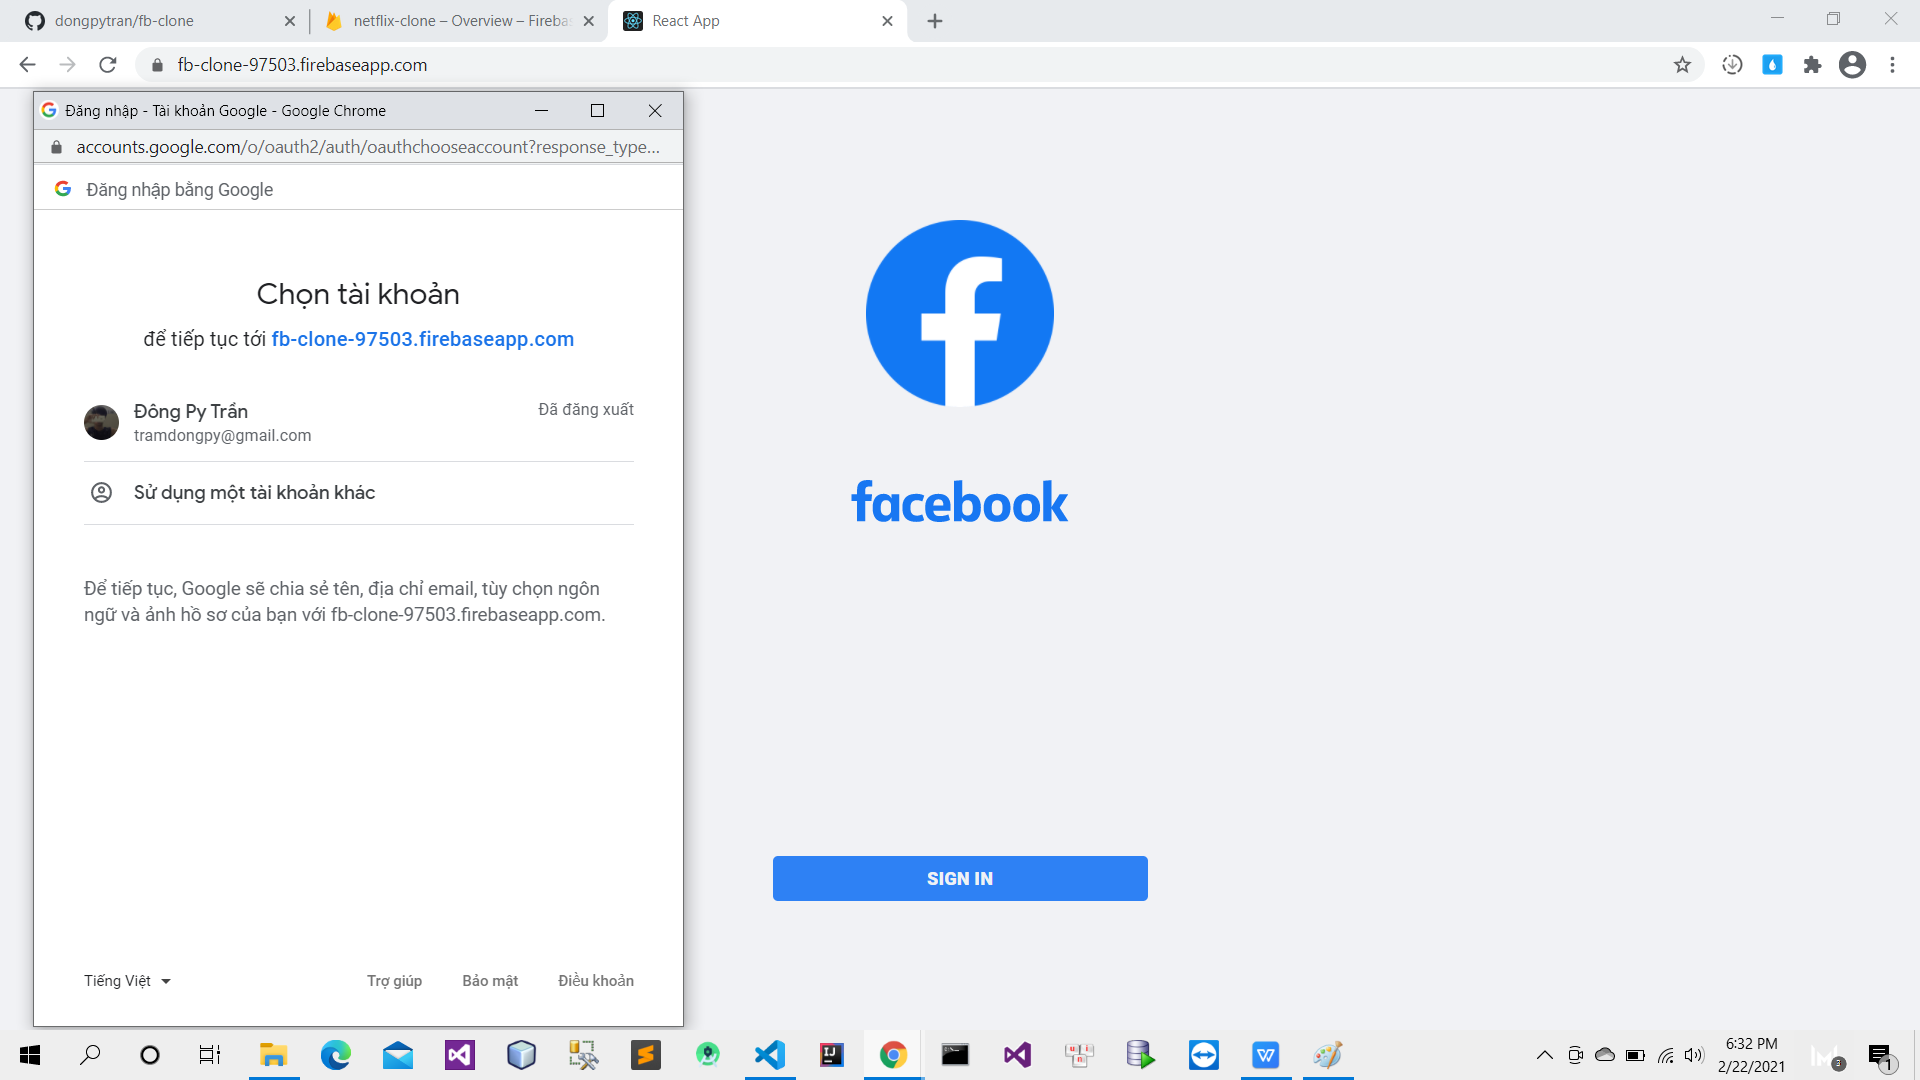 dongpytran/fb-clone
netflix-clone – Overview – Fireba
React App
fb-clone-97503.firebaseapp.com
Đăng nhập - Tài khoản Google - Google Chrome
accounts.google.com/o/oauth2/auth/oauthchooseaccount?response_type...
Đăng nhập bằng Google
Chọn tài khoản
để tiếp tục tới fb-clone-97503.firebaseapp.com
Đông Py Trần
Đã đăng xuất
tramdongpy@gmail.com
Sử dụng một tài khoản khác
Để tiếp tục, Google sẽ chia sẻ tên, địa chỉ email, tùy chọn ngôn
ngữ và ảnh hồ sơ của bạn với fb-clone-97503.firebaseapp.com.
Tiếng Việt
Trợ giúp
Bảo mật
Điều khoản
facebook
SIGN IN
6:32 PM
2/22/2021
3
1